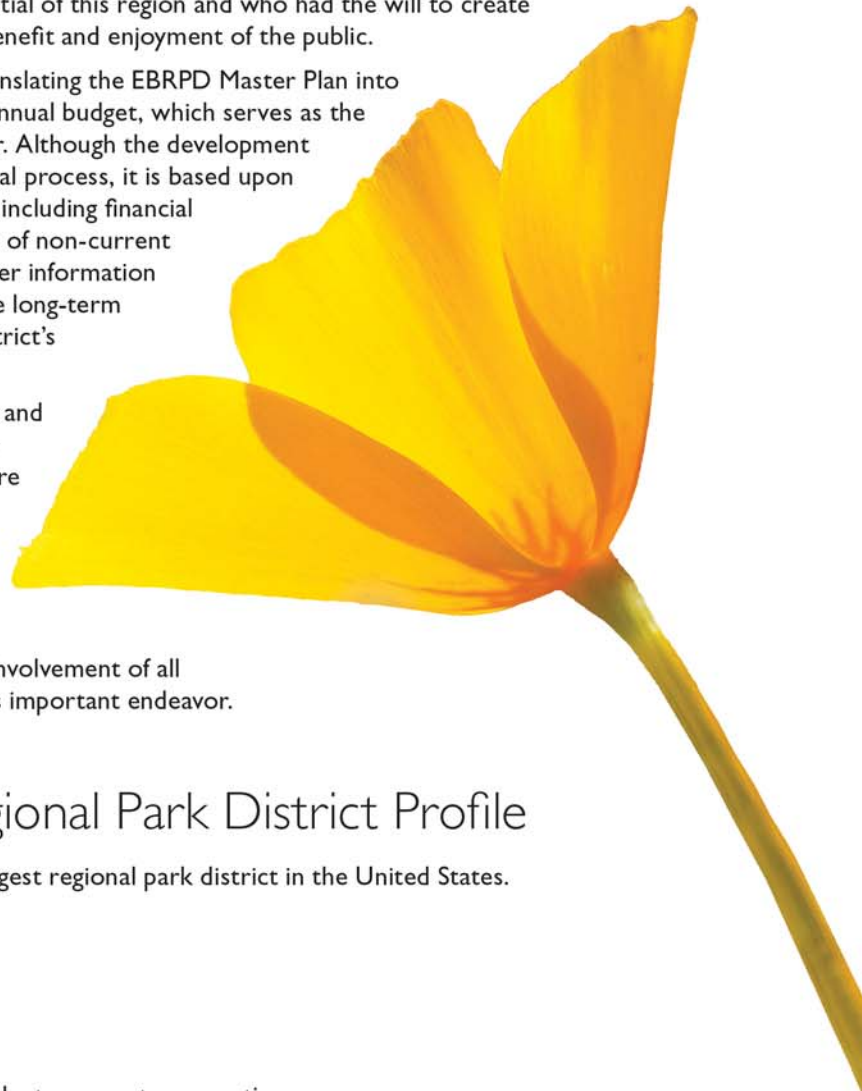 tial of this region and who had the will to create
enefit and enjoyment of the public.
nslating the EBRPD Master Plan into
nnual budget, which serves as the
r. Although the development
al process, it is based upon
including financial
of non-current
er information
e long-term
trict's
and
re
nvolvement of all
s important endeavor.
gional Park District Profile
gest regional park district in the United States.